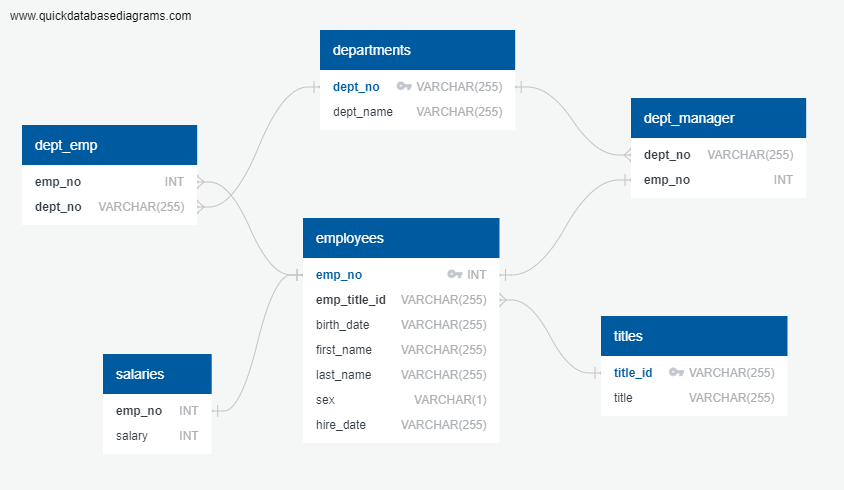 www.quickdatabasediagrams.com
departments
dept_no VARCHAR(255)
dept_name VARCHAR(255)
dept_manager
dept_no VARCHAR(255)
emp_no INT
dept_emp
emp_no INT
dept_no VARCHAR(255)
employees
emp_no INT
emp_title_id VARCHAR(255)
birth_date VARCHAR(255)
first_name VARCHAR(255)
last_name VARCHAR(255)
sex VARCHAR(1)
hire_date VARCHAR(255)
titles
title_id VARCHAR(255)
title VARCHAR(255)
salaries
emp_no INT
salary INT